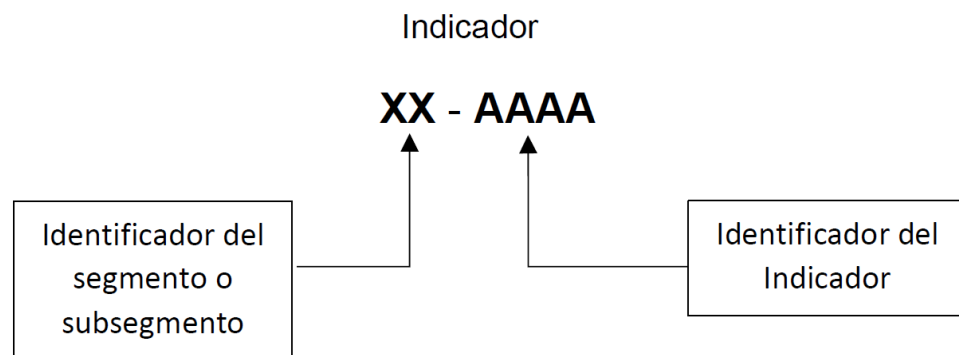 Indicador
XX - AAAA
Identificador del
segmento o
subsegmento
Identificador del
Indicador